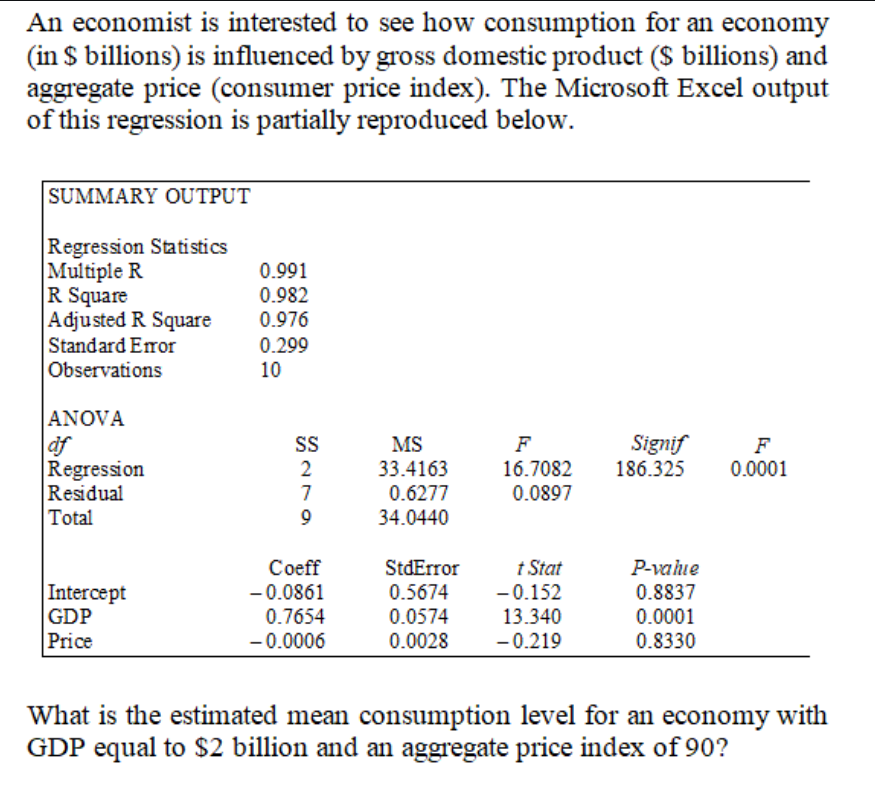 An economist is interested to see how consumption for an economy
(in $ billions) is influenced by gross domestic product ($ billions) and
aggregate price (consumer price index). The Microsoft Excel output
of this regression is partially reproduced below.
SUMMARY OUTPUT
Regression Statistics
Multiple R 0.991
R Square 0.982
Adjusted R Square 0.976
Standard Error 0.299
Observations 10
ANOVA
df SS MS F Signif F
Regression 2 33.4163 16.7082 186.325 0.0001
Residual 7 0.6277 0.0897
Total 9 34.0440
Coeff StdError t Stat P-value
Intercept – 0.0861 0.5674 – 0.152 0.8837
GDP 0.7654 0.0574 13.340 0.0001
Price – 0.0006 0.0028 – 0.219 0.8330
What is the estimated mean consumption level for an economy with
GDP equal to $2 billion and an aggregate price index of 90?